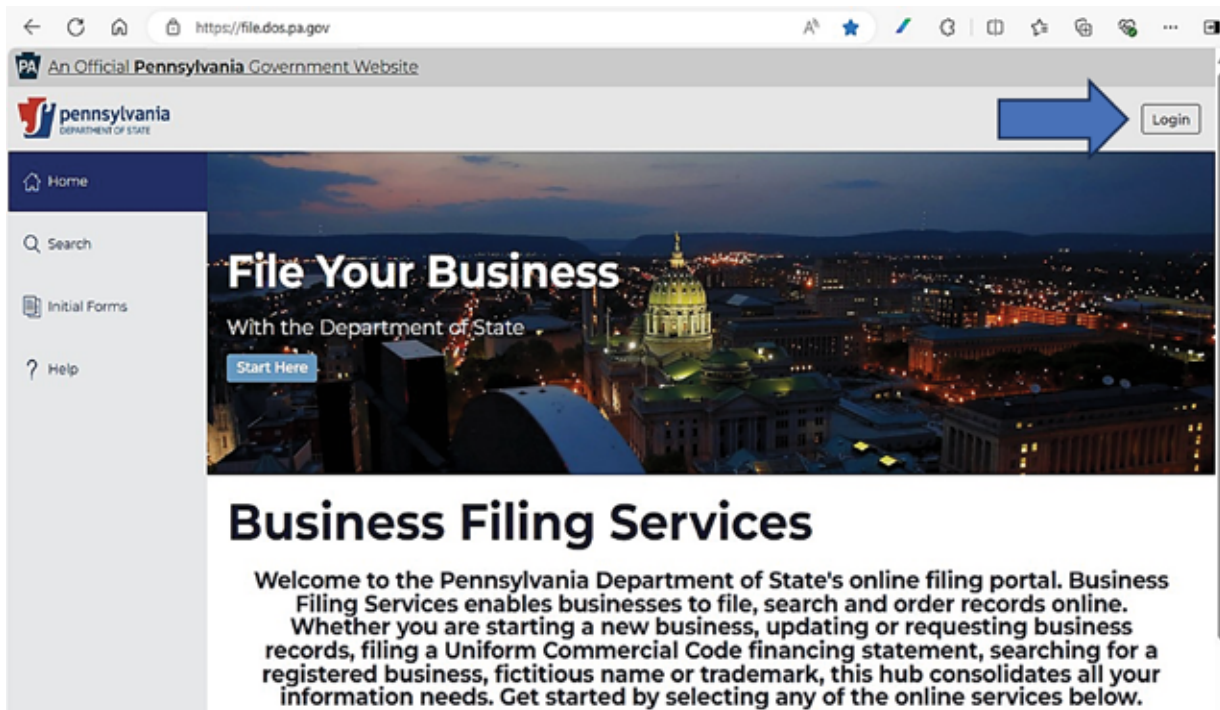 https://file.dos.pa.gov
PA An Official Pennsylvania Government Website
pennsylvania
DEPARTMENT OF STATE
Login
Home
Search
Initial Forms
? Help
File Your Business
With the Department of State
Start Here
Business Filing Services
Welcome to the Pennsylvania Department of State's online filing portal. Business
Filing Services enables businesses to file, search and order records online.
Whether you are starting a new business, updating or requesting business
records, filing a Uniform Commercial Code financing statement, searching for a
registered business, fictitious name or trademark, this hub consolidates all your
information needs. Get started by selecting any of the online services below.